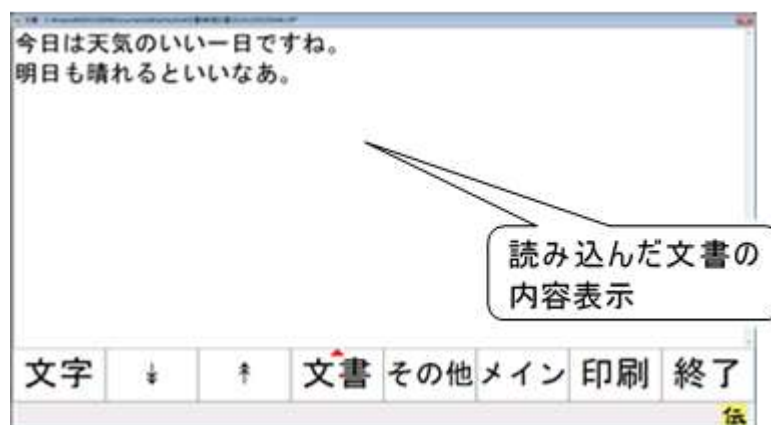 今日は天気のいい一日ですね。
明日も晴れるといいなあ。
読み込んだ文書の
内容表示
文字 ↡ ↟ 文書 その他 メイン 印刷 終了
伝